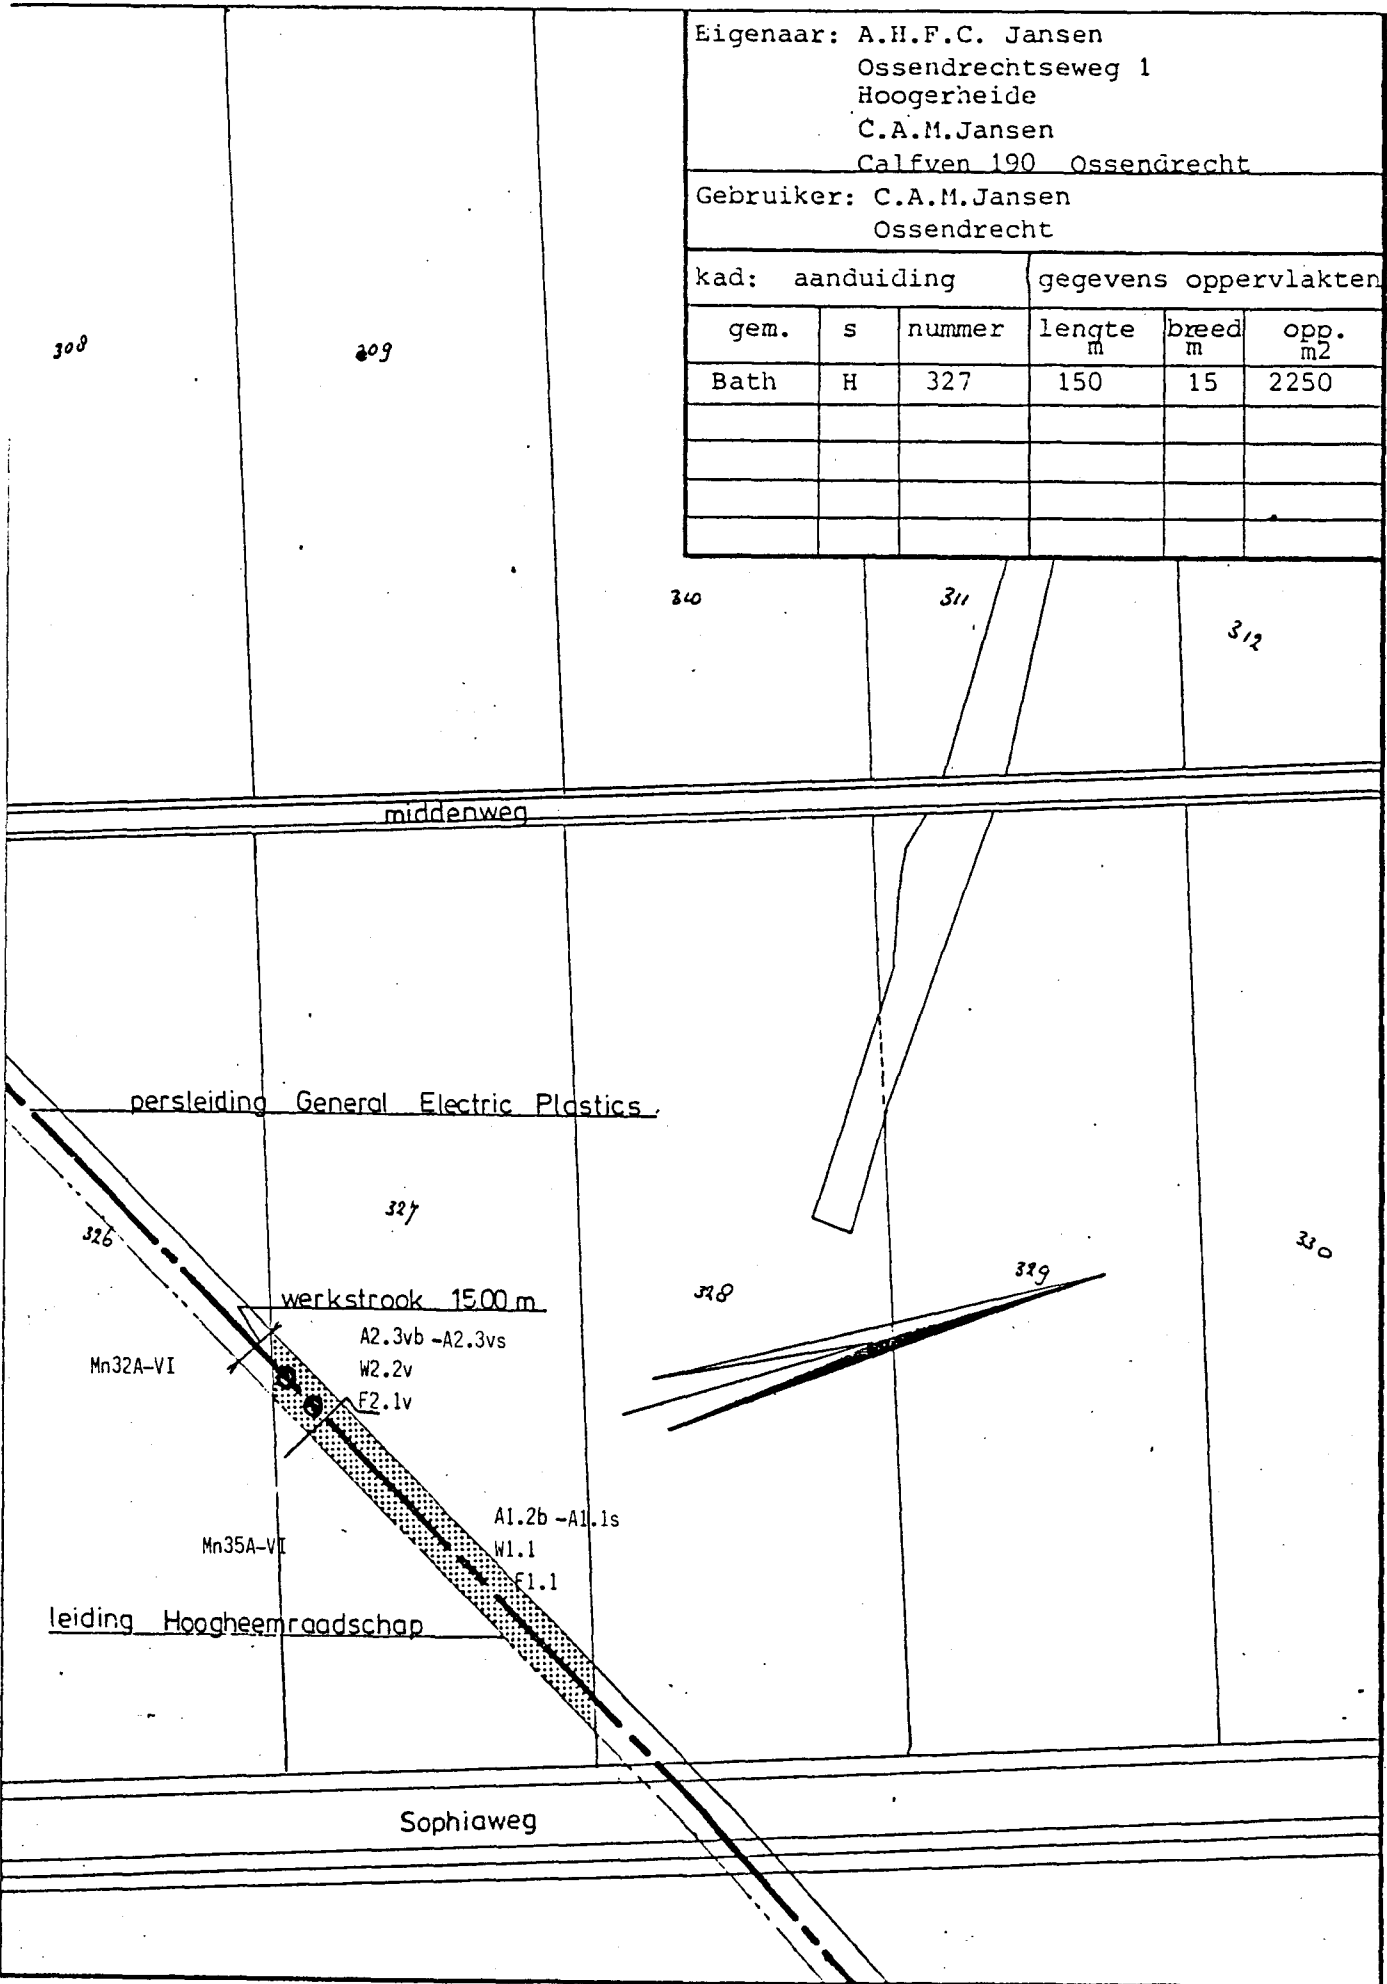 Eigenaar: A.H.F.C. Jansen
Ossendrechtseweg 1
Hoogerheide
C.A.M.Jansen
Calfven 190 Ossendrecht
Gebruiker: C.A.M.Jansen
Ossendrecht
kad: aanduiding gegevens oppervlakten
gem. s nummer lengte m breed m opp. m2
Bath H 327 150 15 2250
308
309
310
311
312
middenweg
persleiding General Electric Plastics
327
326
330
329
328
werkstrook 15.00 m
A2.3vb-A2.3vs
Mn32A-VI
W2.2v
F2.1v
A1.2b-A1.1s
Mn35A-VI
W1.1
F1.1
leiding Hoogheemraadschap
Sophiaweg